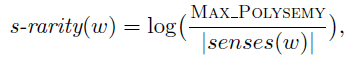 s-rarity(w) = log(MAX_POLYSEMY / |senses(w)|),